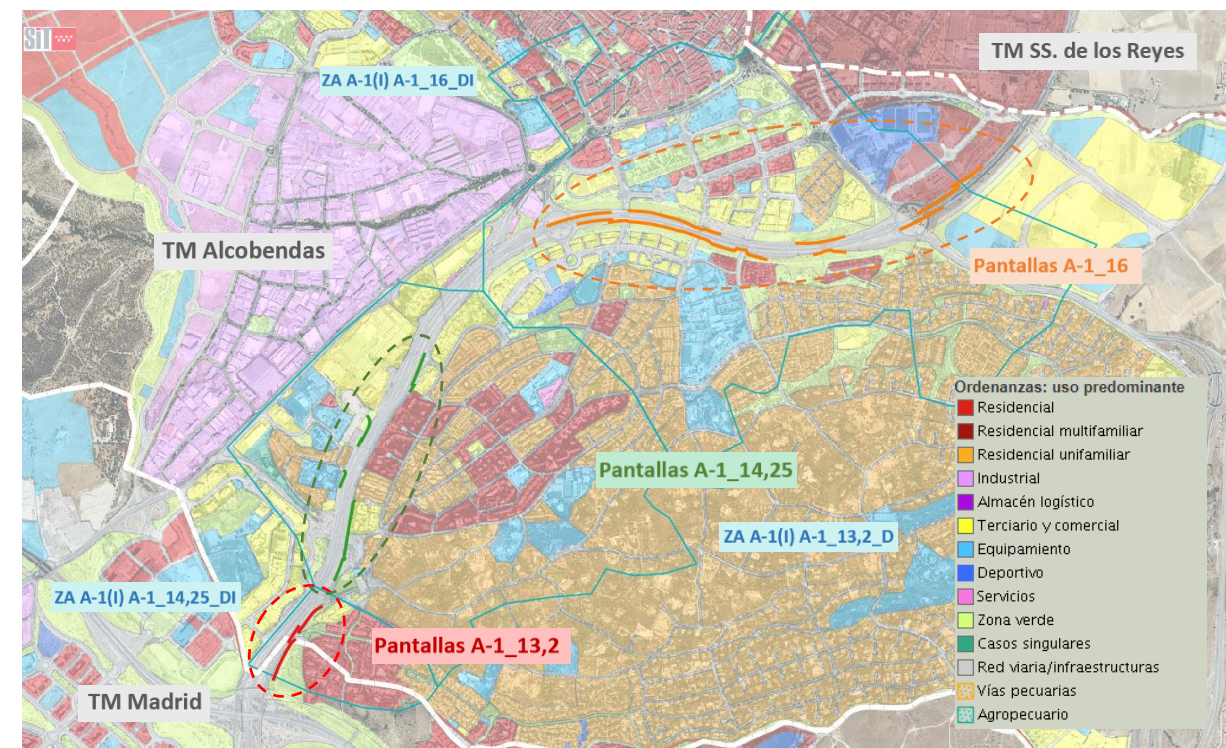 SIT
TM SS. de los Reyes
ZA A-1(I) A-1_16_DI
TM Alcobendas
Pantallas A-1_16
Ordenanzas: uso predominante
Residencial
Residencial multifamiliar
Residencial unifamiliar
Industrial
Almacén logístico
Terciario y comercial
Equipamiento
Deportivo
Servicios
Zona verde
Casos singulares
Red viaria/infraestructuras
Vías pecuarias
Agropecuario
Pantallas A-1_14,25
ZA A-1(I) A-1_13,2_D
ZA A-1(I) A-1_14,25_DI
Pantallas A-1_13,2
TM Madrid